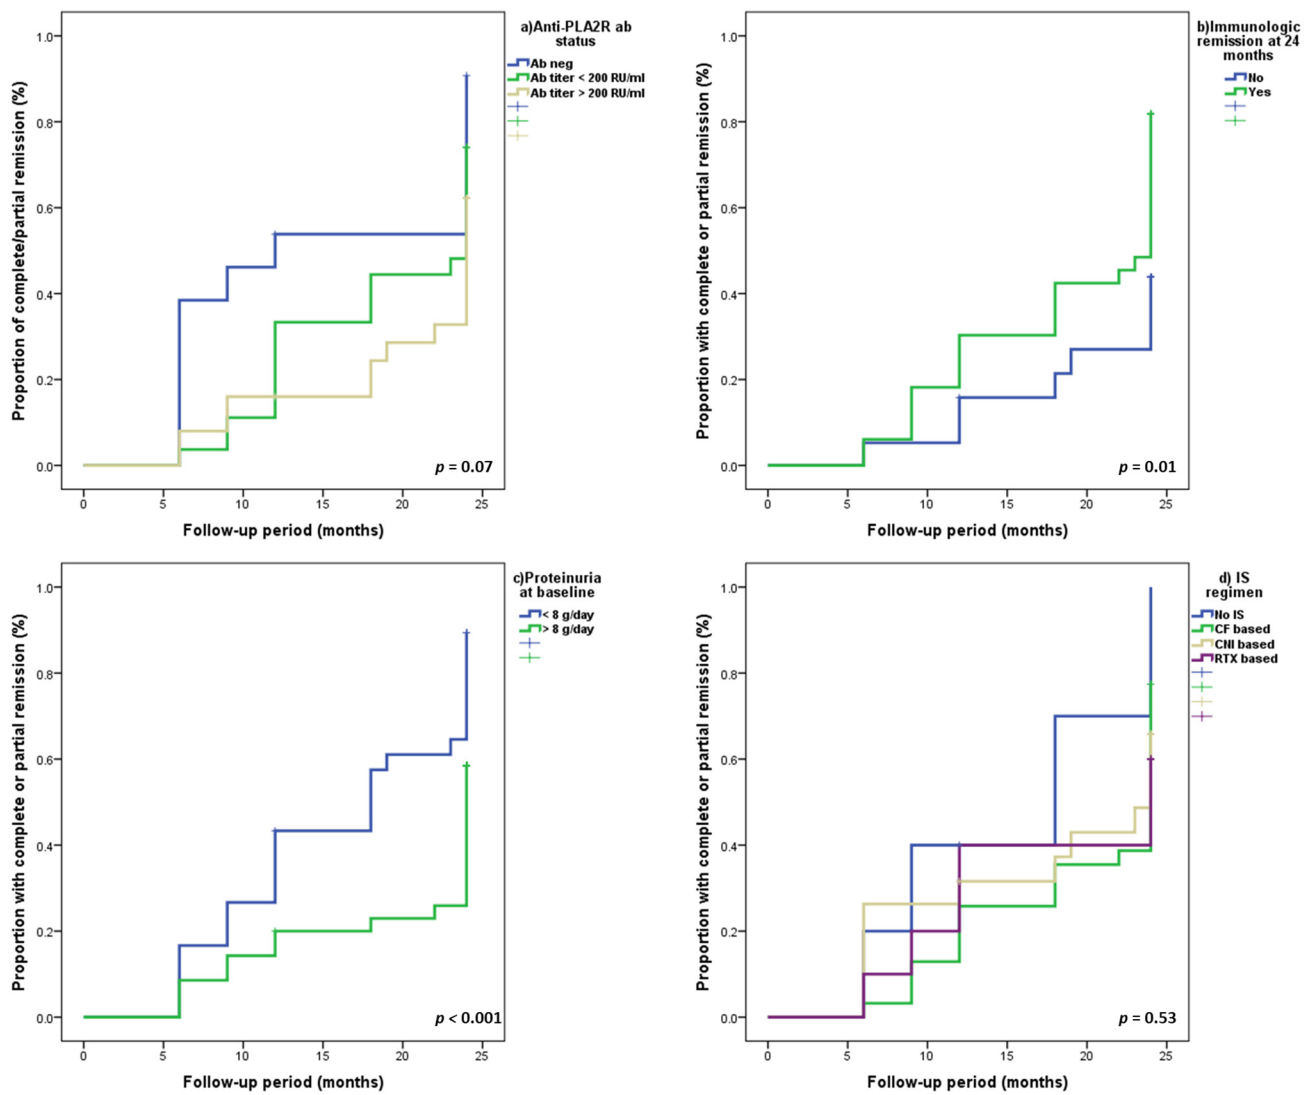 a)Anti-PLA2R ab
status
Ab neg
Ab titer < 200 RU/ml
Ab titer > 200 RU/ml
Proportion of complete/partial remission (%)
1.0
0.8
0.6
0.4
0.2
0.0
p = 0.07
0 5 10 15 20 25
Follow-up period (months)
b)Immunologic
remission at 24
months
No
Yes
Proportion with complete or partial remission (%)
1.0
0.8
0.6
0.4
0.2
0.0
p = 0.01
0 5 10 15 20 25
Follow-up period (months)
c)Proteinuria
at baseline
< 8 g/day
> 8 g/day
Proportion with complete or partial remission (%)
1.0
0.8
0.6
0.4
0.2
0.0
p < 0.001
0 5 10 15 20 25
Follow-up period (months)
d) IS
regimen
No IS
CF based
CNI based
RTX based
Proportion with complete or partial remission (%)
1.0
0.8
0.6
0.4
0.2
0.0
p = 0.53
0 5 10 15 20 25
Follow-up period (months)